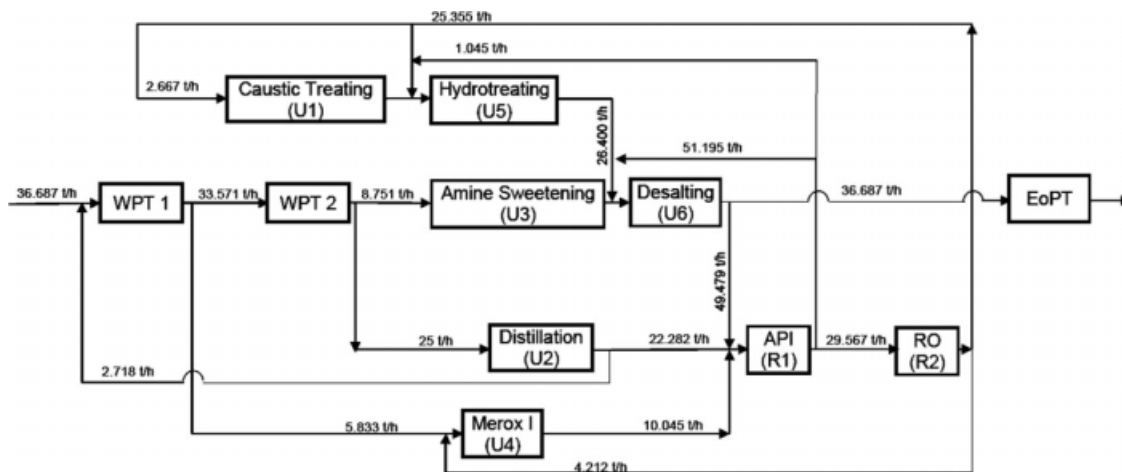 25.355 t/h
1.045 t/h
2.667 t/h
Caustic Treating
(U1)
Hydrotreating
(U5)
26.400 t/h
51.195 t/h
36.687 t/h
WPT 1
33.571 t/h
WPT 2
8.751 t/h
Amine Sweetening
(U3)
Desalting
(U6)
36.687 t/h
EoPT
49.479 t/h
25 t/h
Distillation
(U2)
22.282 t/h
API
(R1)
29.567 t/h
RO
(R2)
2.718 t/h
5.833 t/h
Merox I
(U4)
10.045 t/h
4.212 t/h